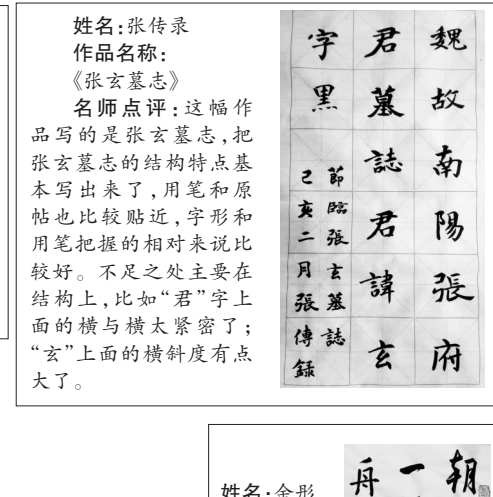 姓名:张传录
作品名称:
《张玄墓志》
名师点评:这幅作
品写的是张玄墓志,把
张玄墓志的结构特点基
本写出来了,用笔和原
帖也比较贴近,字形和
用笔把握的相对来说比
较好。不足之处主要在
结构上,比如“君”字上
面的横与横太紧密了;
“玄”上面的横斜度有点
大了。
魏故南陽張府
君墓誌君諱玄
字黑
節臨張玄墓誌
己亥二月張傳録
姓名:金彤
朝
一
舟